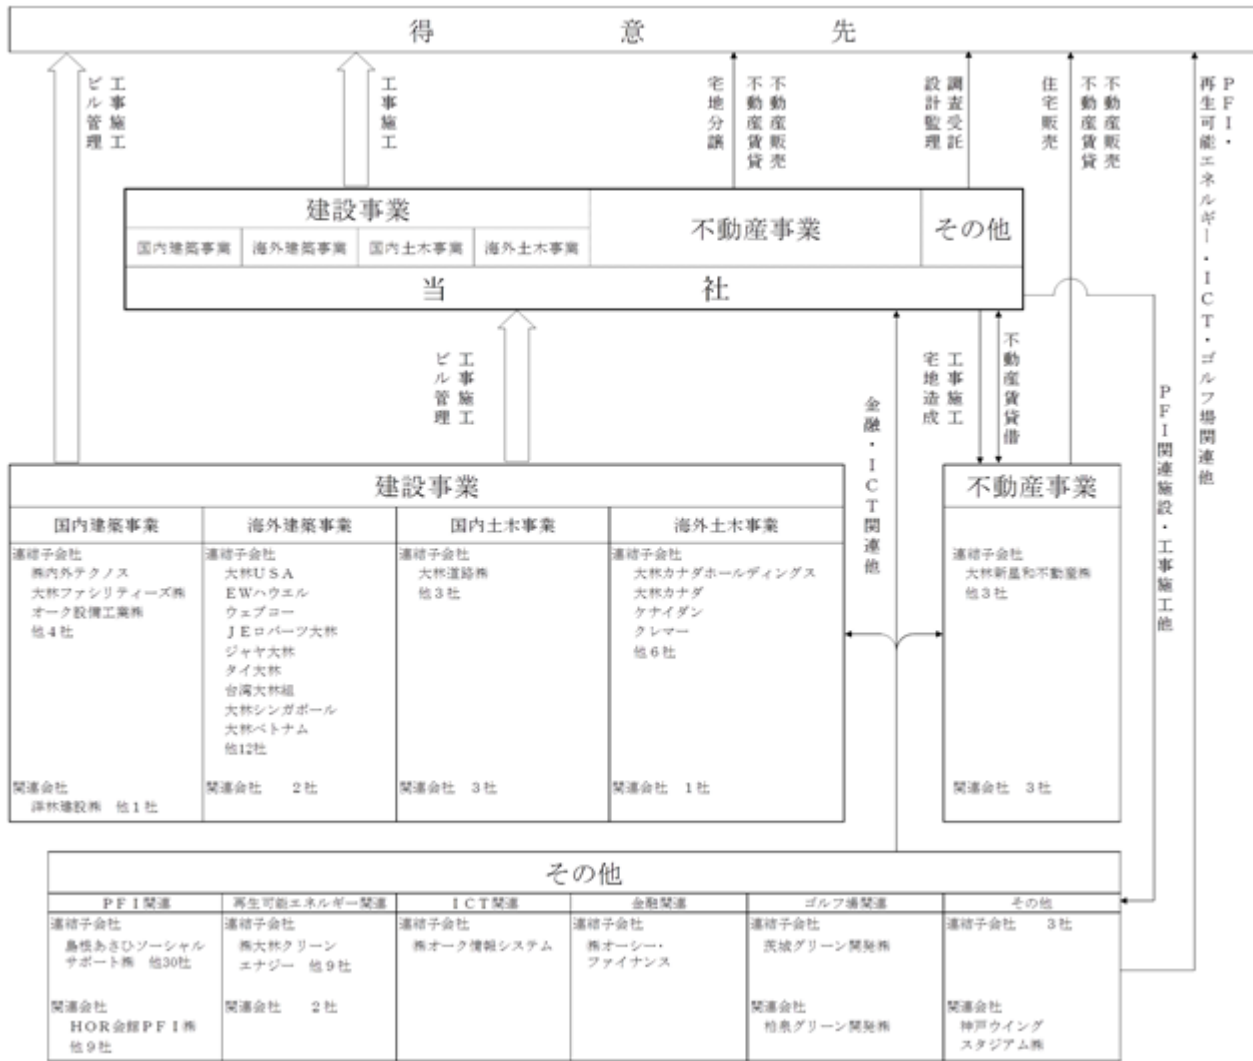 得意先
工事施工
ビル管理
工事施工
不動産販売
不動産賃貸
宅地分譲
調査受託
設計監理
不動産販売
不動産賃貸
住宅販売
PFI・
再生可能エネルギー・ICT・ゴルフ場関連他
建設事業
国内建築事業
海外建築事業
国内土木事業
海外土木事業
不動産事業
その他
当社
工事施工
ビル管理
金融・ICT関連他
工事施工
宅地造成
不動産賃貸借
PFI関連施設・工事施工他
建設事業
国内建築事業
連結子会社
㈱内外テクノス
大林ファシリティーズ㈱
オーク設備工業㈱
他4社
関連会社
洋林建設㈱ 他1社
海外建築事業
連結子会社
大林USA
EWハウエル
ウェブコー
JEロバーツ大林
ジャヤ大林
タイ大林
台湾大林組
大林シンガポール
大林ベトナム
他12社
関連会社 2社
国内土木事業
連結子会社
大林道路㈱
他3社
関連会社 3社
海外土木事業
連結子会社
大林カナダホールディングス
大林カナダ
ケナイダン
クレマー
他6社
関連会社 1社
不動産事業
連結子会社
大林新星和不動産㈱
他3社
関連会社 3社
その他
PFI関連
連結子会社
島根あさひソーシャル
サポート㈱ 他30社
関連会社
HOR会館PFI㈱
他9社
再生可能エネルギー関連
連結子会社
㈱大林クリーン
エナジー 他9社
関連会社 2社
ICT関連
連結子会社
㈱オーク情報システム
金融関連
連結子会社
㈱オーシー・
ファイナンス
ゴルフ場関連
連結子会社
茨城グリーン開発㈱
関連会社
柏泉グリーン開発㈱
その他
連結子会社 3社
関連会社
神戸ウイング
スタジアム㈱